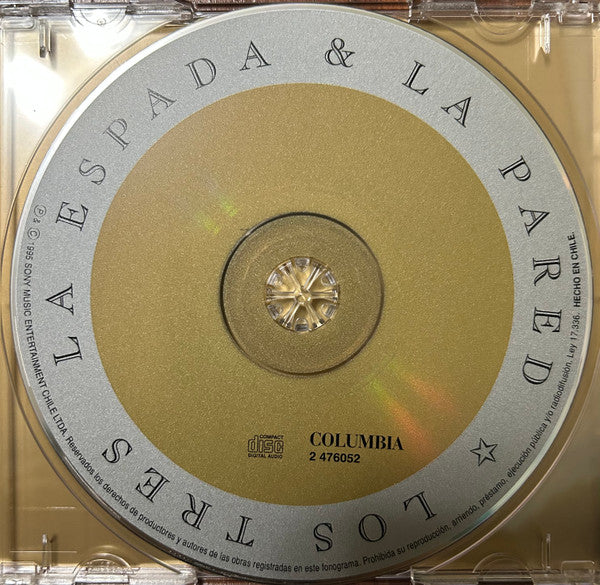 LA ESPADA & LA PARED
LOS TRES
COMPACT
disc
DIGITAL AUDIO
COLUMBIA
2 476052
℗ & © 1995 SONY MUSIC ENTERTAINMENT CHILE LTDA. Reservados los derechos de productores y autores de las obras registradas en este fonograma. Prohibida su reproducción, arriendo, préstamo, ejecución pública y/o radiodifusión, Ley 17.336. HECHO EN CHILE.